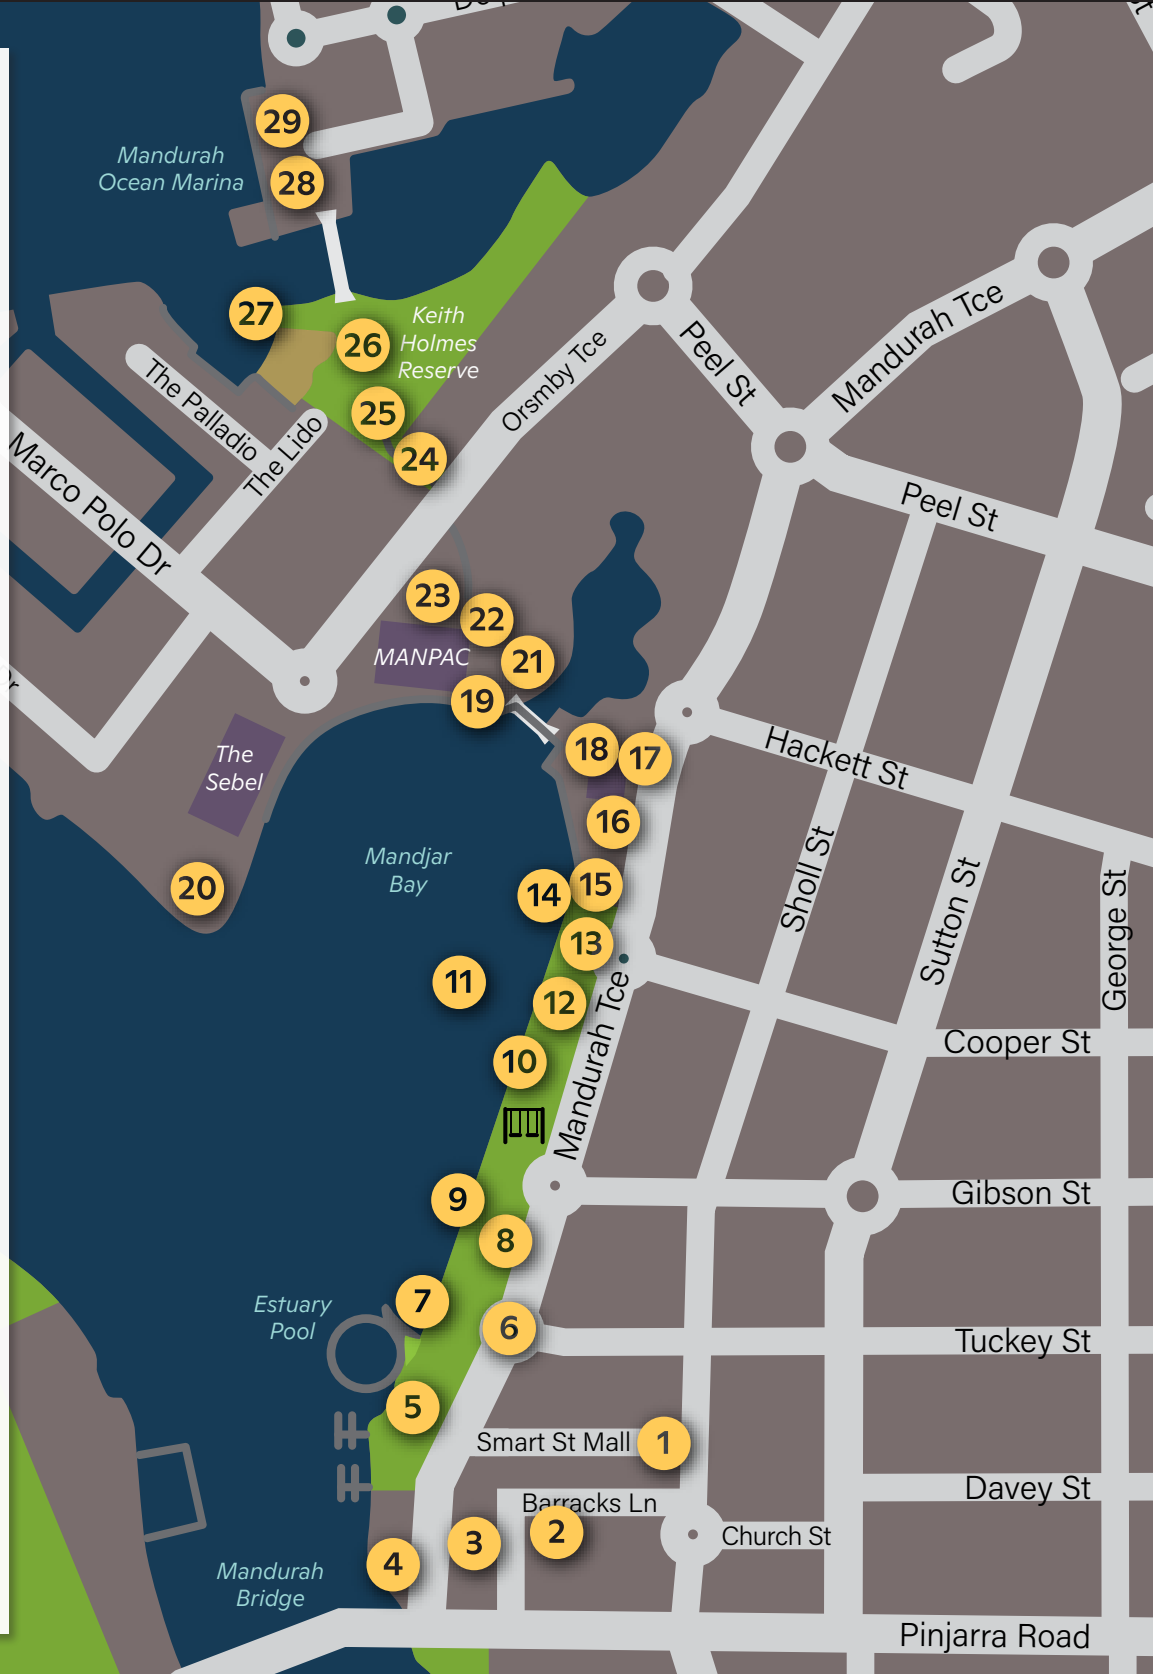 29
Mandurah
Ocean Marina
28
27
Keith
Holmes
Reserve
26
25
24
The Palladio
The Lido
Marco Polo Dr
Orsmby Tce
Peel St
Mandurah Tce
Peel St
23
22
MANPAC
21
19
The
Sebel
18
17
Hackett St
16
Mandjar
Bay
20
14
15
13
Sholl St
Sutton St
George St
11
12
Mandurah Tce
Cooper St
10
9
Gibson St
8
Estuary
Pool
7
6
Tuckey St
5
Smart St Mall
1
Davey St
Barracks Ln
2
3
Church St
4
Mandurah
Bridge
Pinjarra Road